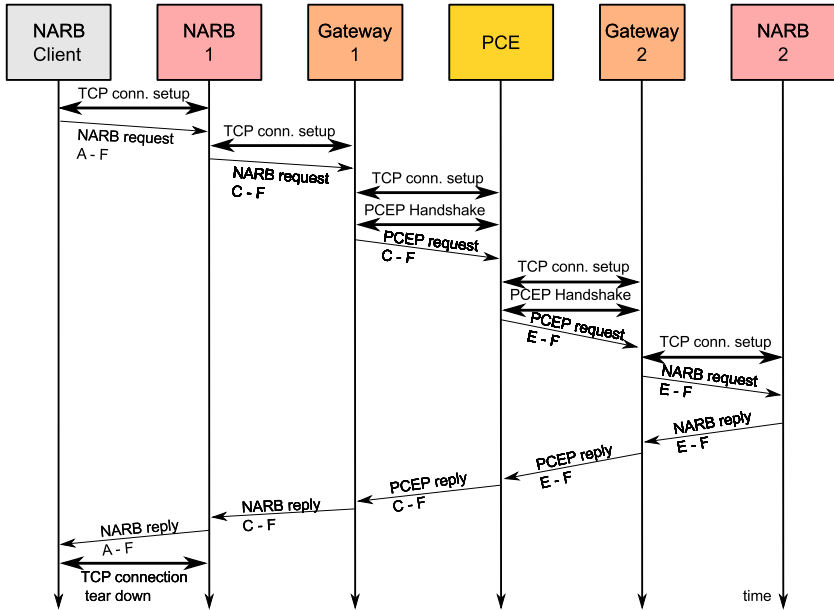 NARB
Client
NARB
1
Gateway
1
PCE
Gateway
2
NARB
2
TCP conn. setup
NARB request
A - F
TCP conn. setup
NARB request
C - F
TCP conn. setup
PCEP Handshake
PCEP request
C - F
TCP conn. setup
PCEP Handshake
PCEP request
E - F
TCP conn. setup
NARB request
E - F
NARB reply
E - F
PCEP reply
E - F
PCEP reply
C - F
NARB reply
C - F
NARB reply
A - F
TCP connection
tear down
time